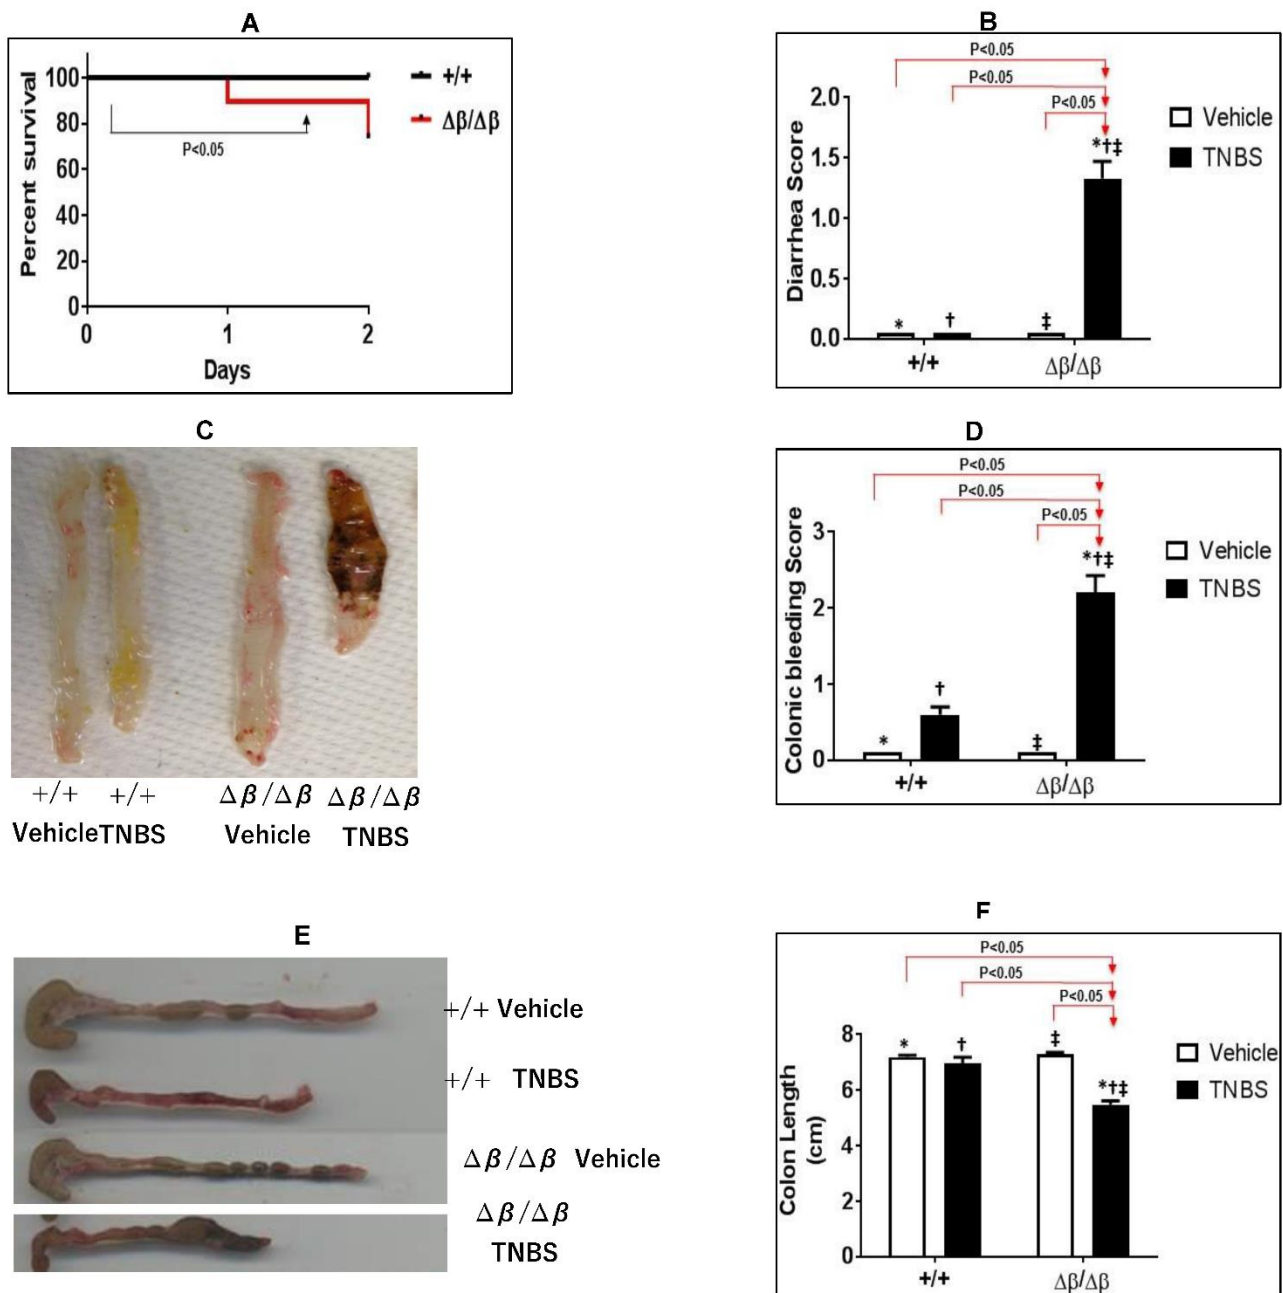 A
Percent survival
100
80
60
40
20
0
0 1 2
Days
P<0.05
+/+
Δβ/Δβ
B
P<0.05
P<0.05
P<0.05
Diarrhea Score
2.0
1.5
1.0
0.5
0.0
* † ‡ *†‡
+/+ Δβ/Δβ
Vehicle
TNBS
C
+/+ +/+ Δβ/Δβ Δβ/Δβ
Vehicle TNBS Vehicle TNBS
D
P<0.05
P<0.05
P<0.05
Colonic bleeding Score
3
2
1
0
* † ‡ *†‡
+/+ Δβ/Δβ
Vehicle
TNBS
E
+/+ Vehicle
+/+ TNBS
Δβ/Δβ Vehicle
Δβ/Δβ
TNBS
F
P<0.05
P<0.05
P<0.05
Colon Length
(cm)
8
6
4
2
0
* † ‡ *†‡
+/+ Δβ/Δβ
Vehicle
TNBS